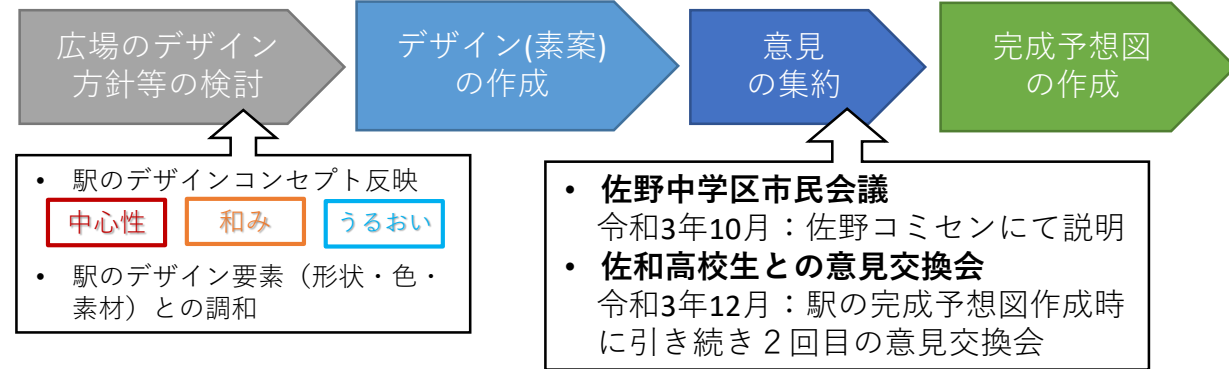 広場のデザイン
方針等の検討
デザイン(素案)
の作成
意見
の集約
完成予想図
の作成
• 駅のデザインコンセプト反映
中心性 和み うるおい
• 駅のデザイン要素（形状・色・
素材）との調和
• 佐野中学区市民会議
令和3年10月：佐野コミセンにて説明
• 佐和高校生との意見交換会
令和3年12月：駅の完成予想図作成時
に引き続き２回目の意見交換会